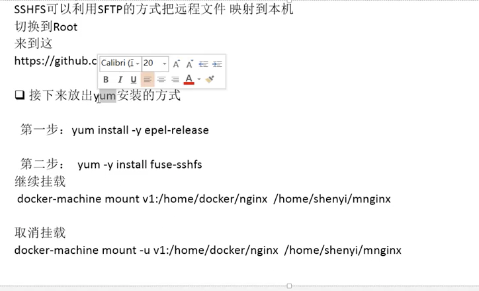 SSHFS可以利用SFTP的方式把远程文件 映射到本机
切换到Root
来到这
https://github.c
Calibri (正 20
B I U A
接下来放出yum安装的方式
第一步：yum install -y epel-release
第二步： yum -y install fuse-sshfs
继续挂载
docker-machine mount v1:/home/docker/nginx /home/shenyi/mnginx
取消挂载
docker-machine mount -u v1:/home/docker/nginx /home/shenyi/mnginx